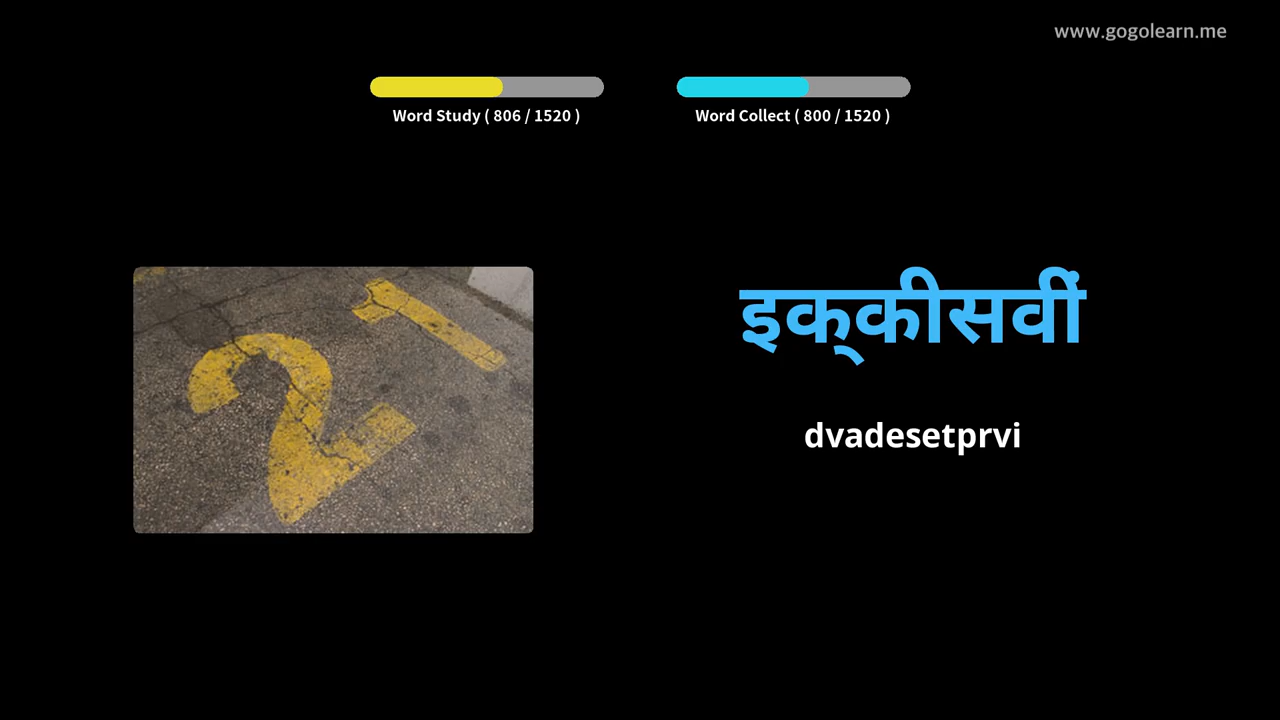 www.gogolearn.me
Word Study ( 806 / 1520 )
Word Collect ( 800 / 1520 )
21
इक्‌कीसवीं
dvadesetprvi